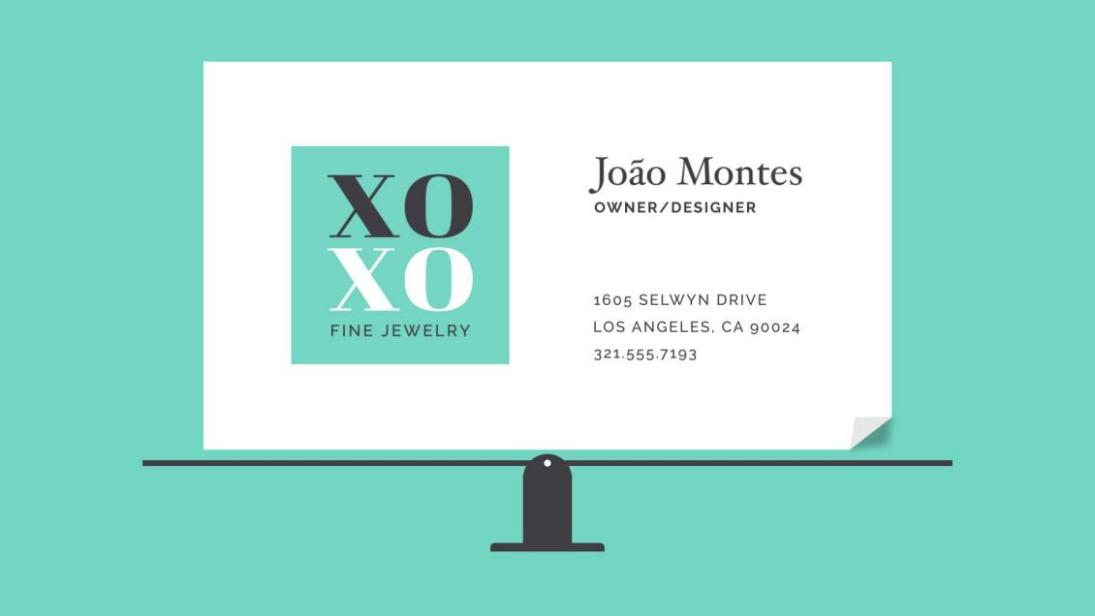 XO
XO
FINE JEWELRY
João Montes
OWNER/DESIGNER
1605 SELWYN DRIVE
LOS ANGELES, CA 90024
321.555.7193